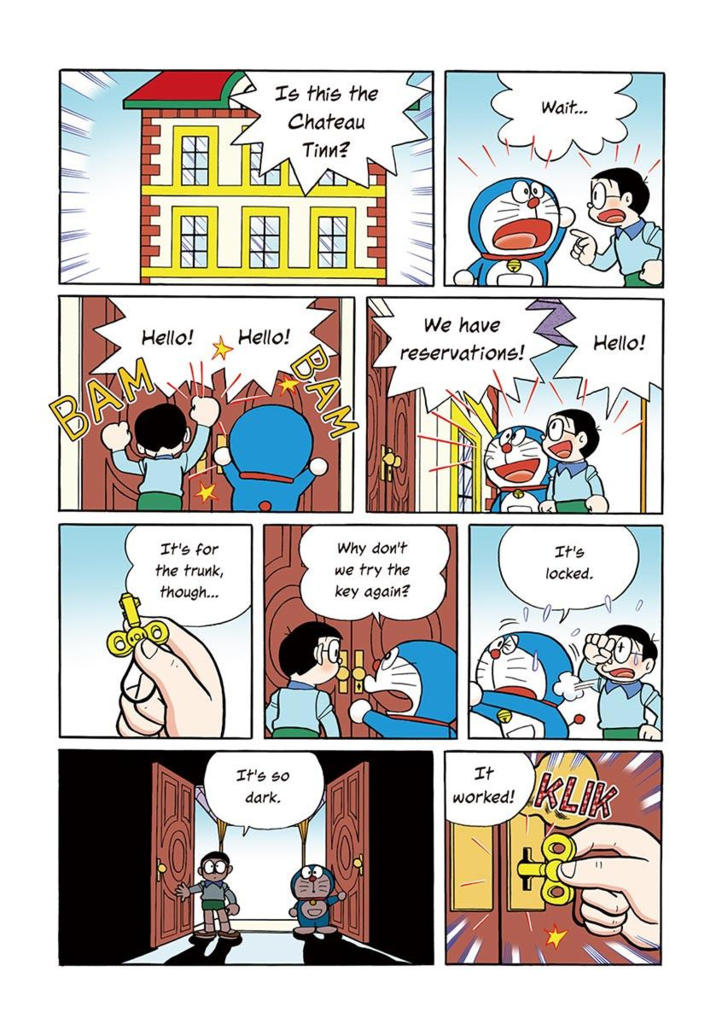 Wait...
Is this the
Chateau
Tinn?
Hello!
We have
reservations!
Hello!
Hello!
BAM
BAM
It's
locked.
Why don't
we try the
key again?
It's for
the trunk,
though...
KLIK
It
worked!
It's so
dark.